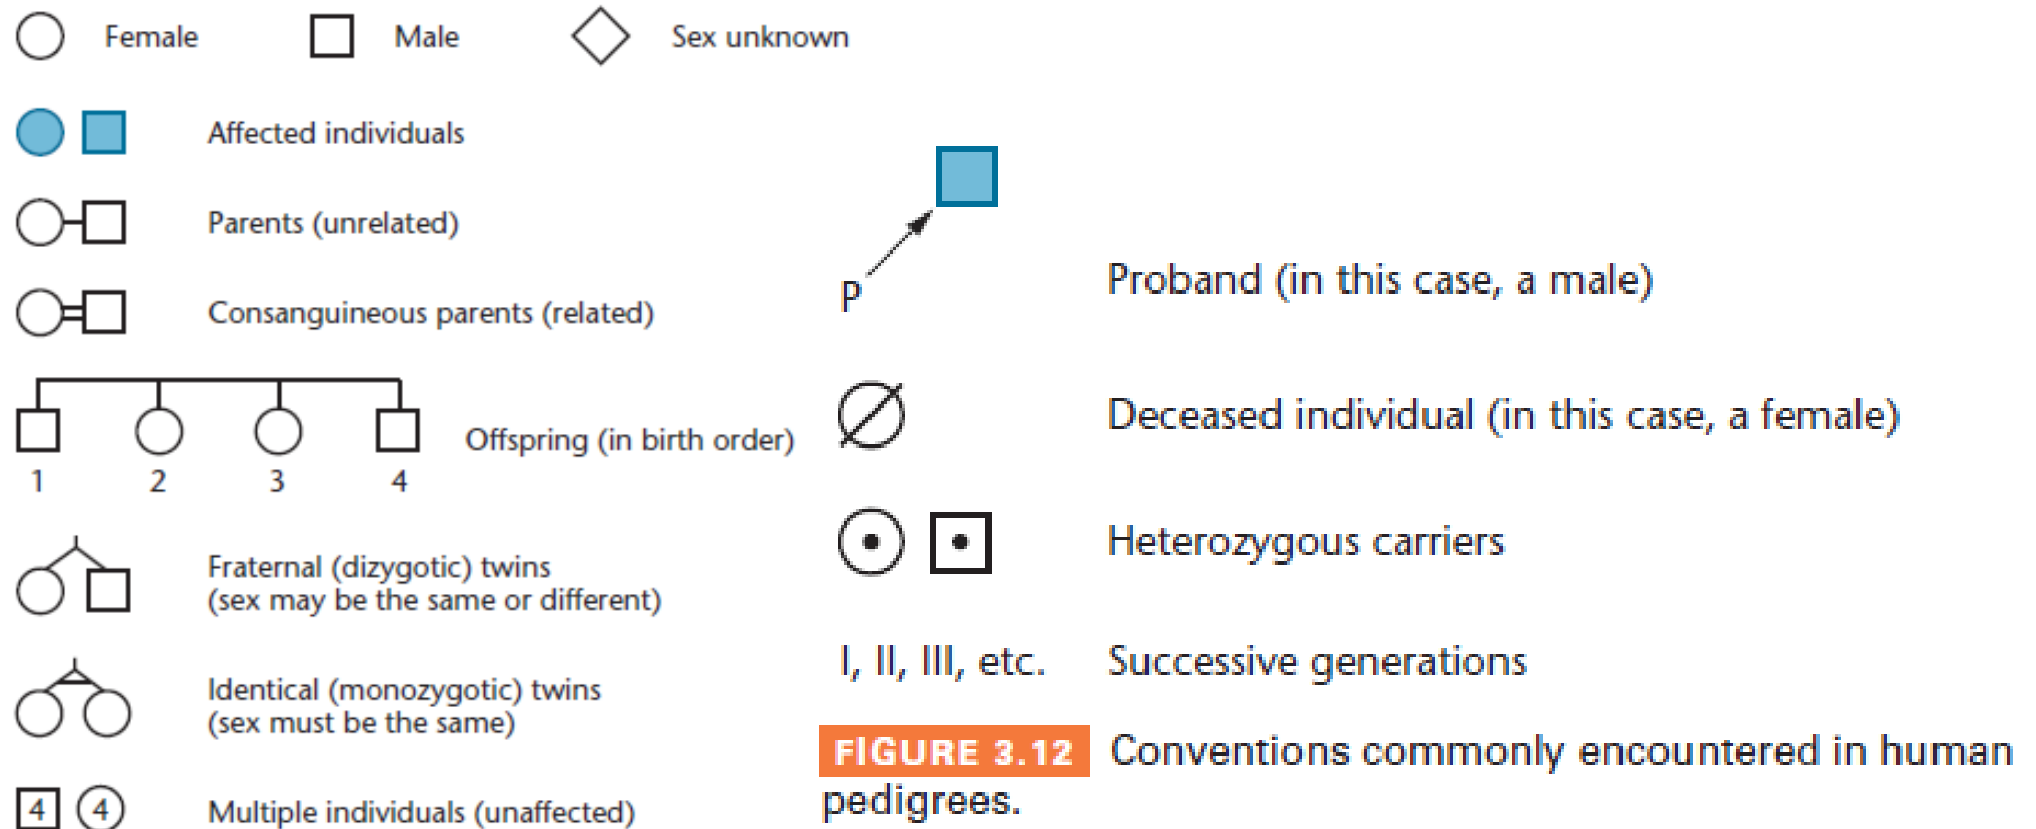 Female
Male
Sex unknown
Affected individuals
Parents (unrelated)
Consanguineous parents (related)
Offspring (in birth order)
1 2 3 4
Fraternal (dizygotic) twins
(sex may be the same or different)
Identical (monozygotic) twins
(sex must be the same)
4 4 Multiple individuals (unaffected)
P
Proband (in this case, a male)
Deceased individual (in this case, a female)
Heterozygous carriers
I, II, III, etc. Successive generations
FIGURE 3.12 Conventions commonly encountered in human
pedigrees.